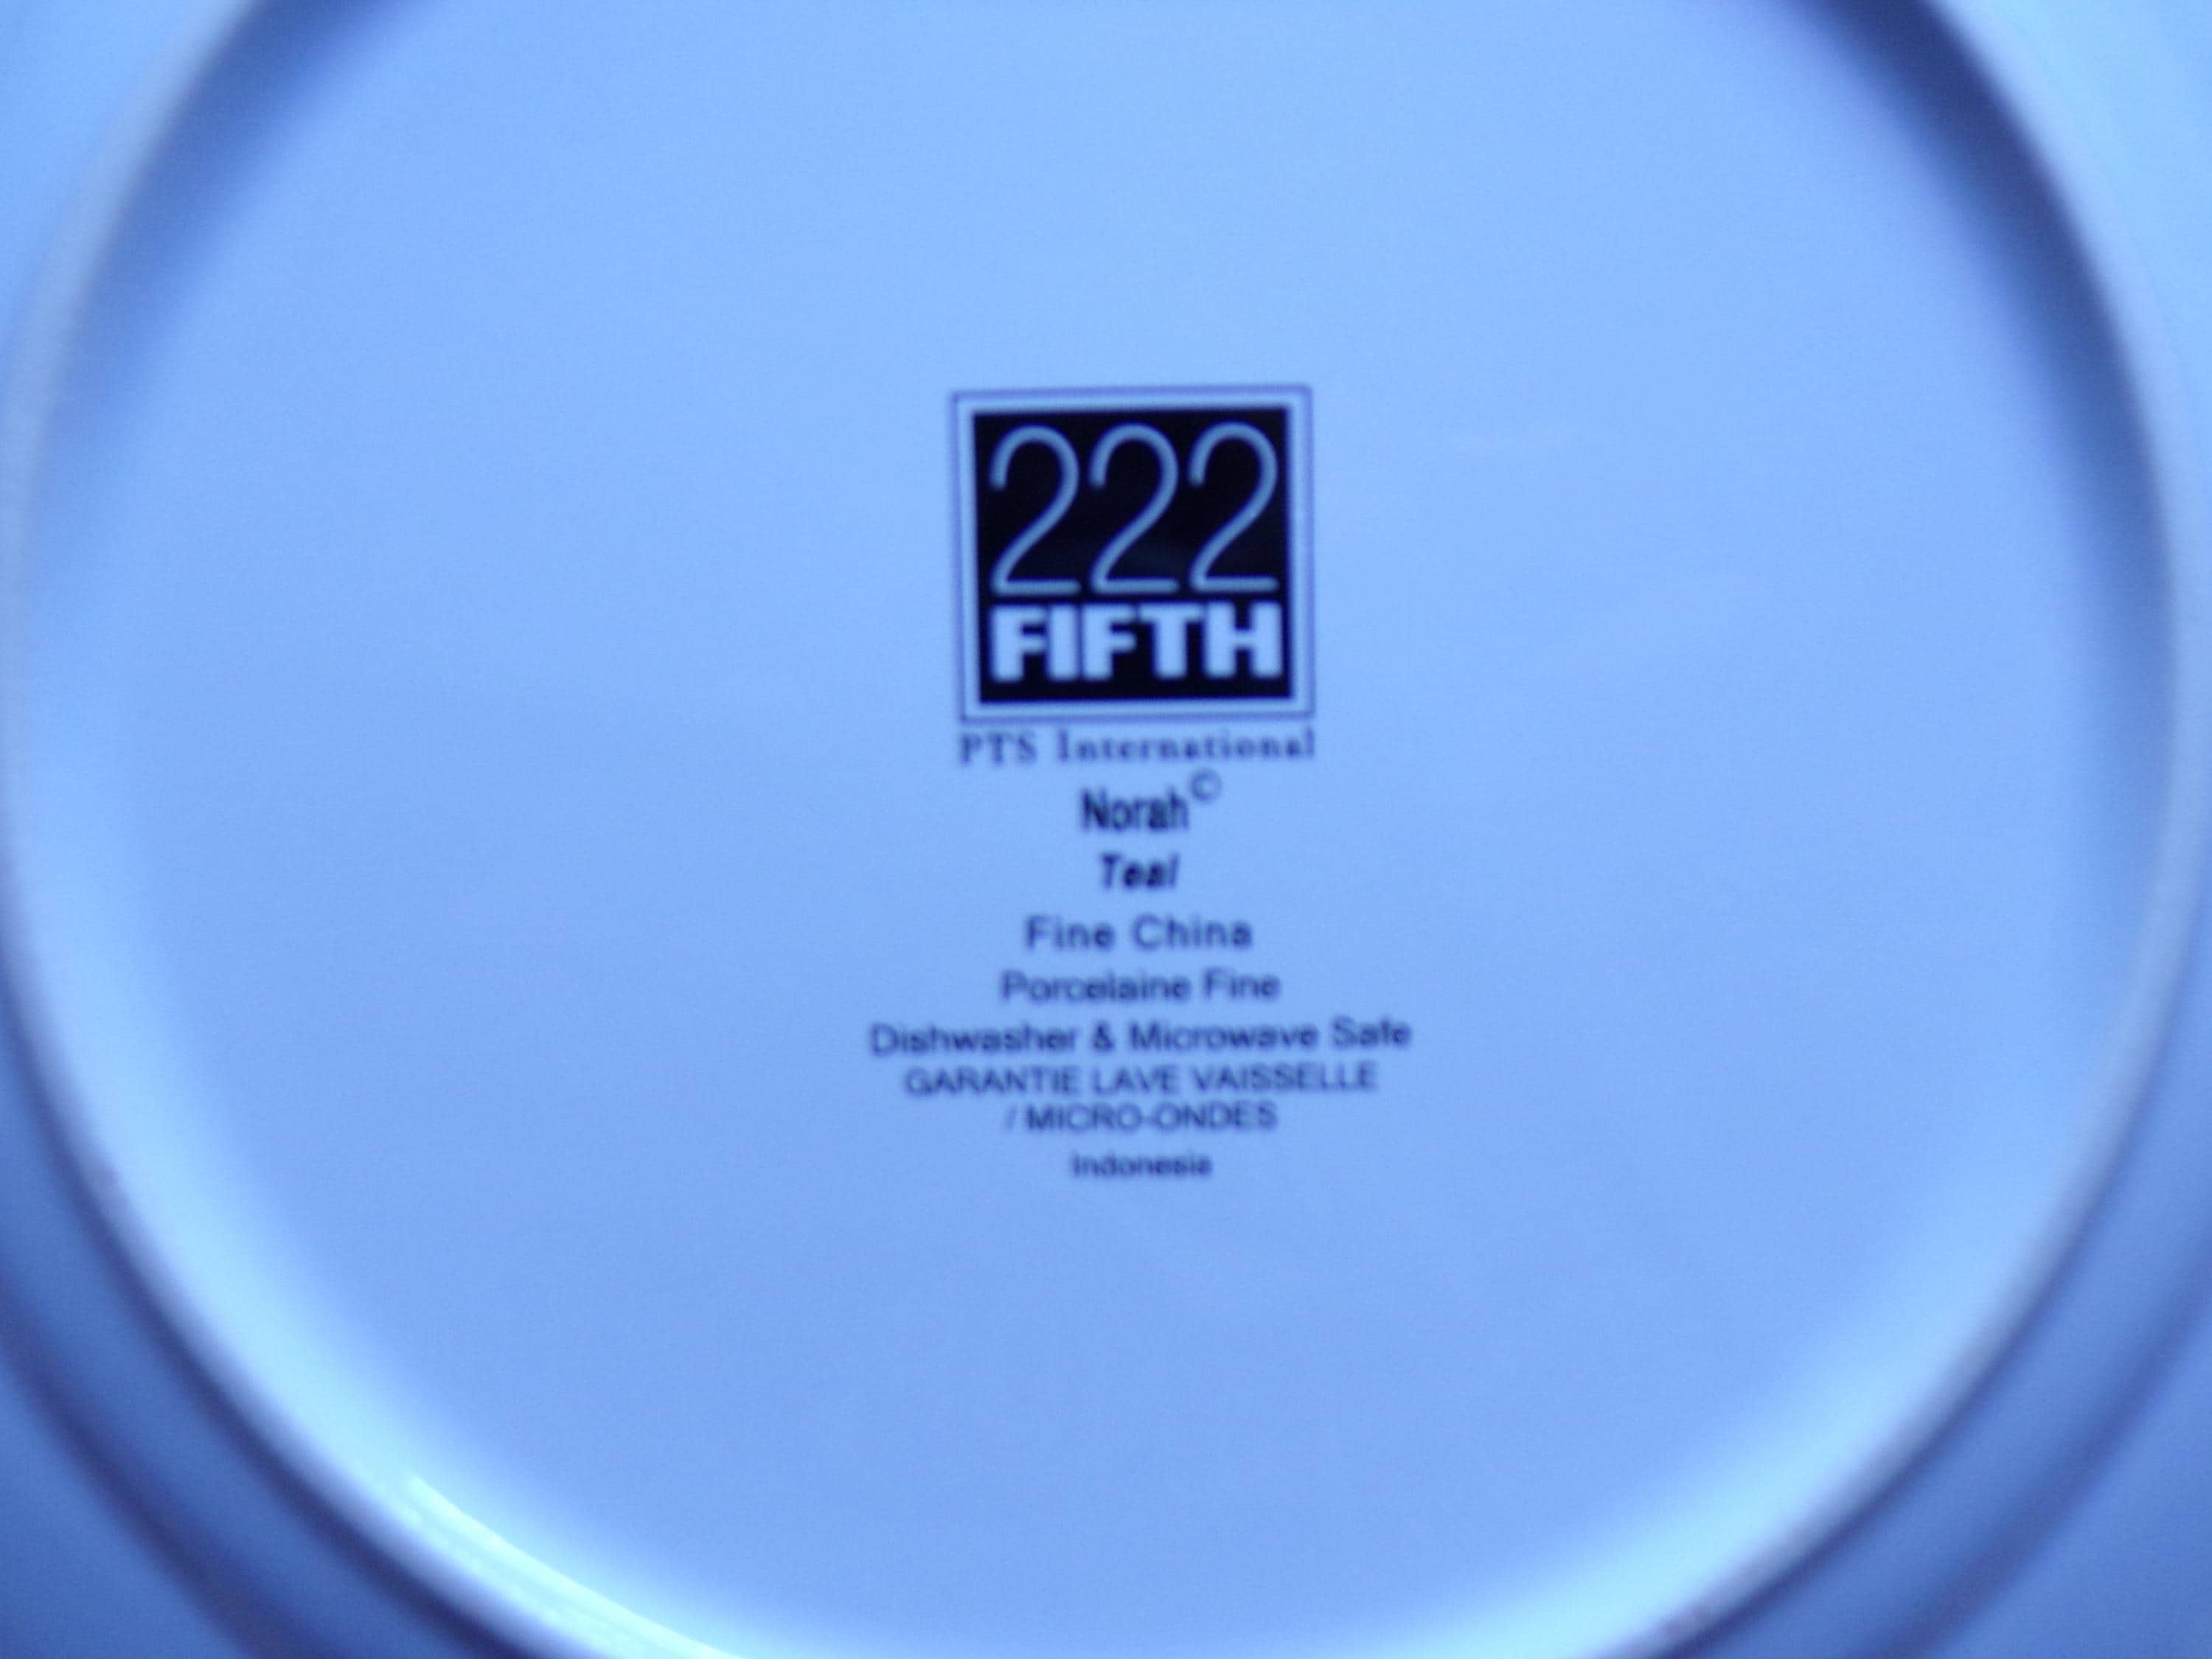 222
FIFTH
PTS International
Norah©
Teal
Fine China
Porcelaine Fine
Dishwasher & Microwave Safe
GARANTIE LAVE VAISSELLE
/ MICRO-ONDES
Indonesia